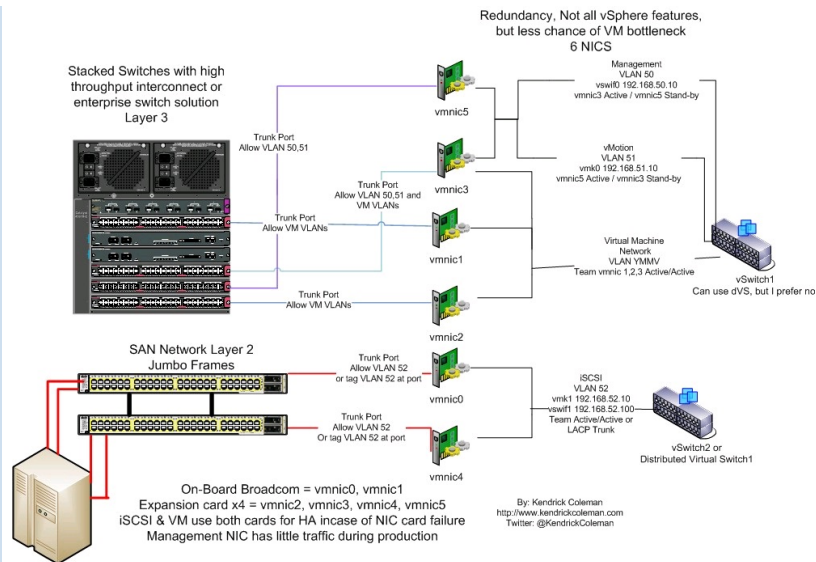 Redundancy, Not all vSphere features,
but less chance of VM bottleneck
6 NICS
Stacked Switches with high
throughput interconnect or
enterprise switch solution
Layer 3
Trunk Port
Allow VLAN 50,51
vmnic5
Management
VLAN 50
vswif0 192.168.50.10
vmnic3 Active / vmnic5 Stand-by
Trunk Port
Allow VLAN 50,51 and
VM VLANs
vmnic3
vMotion
VLAN 51
vmk0 192.168.51.10
vmnic5 Active / vmnic3 Stand-by
Trunk Port
Allow VM VLANs
vmnic1
Virtual Machine
Network
VLAN YMMV
Team vmnic 1,2,3 Active/Active
vSwitch1
Can use dVS, but I prefer no
Trunk Port
Allow VM VLANs
vmnic2
SAN Network Layer 2
Jumbo Frames
Trunk Port
Allow VLAN 52
or tag VLAN 52 at port
vmnic0
iSCSI
VLAN 52
vmk1 192.168.52.10
vswif1 192.168.52.100
Team Active/Active or
LACP Trunk
Trunk Port
Allow VLAN 52
Or tag VLAN 52 at port
vmnic4
vSwitch2 or
Distributed Virtual Switch1
On-Board Broadcom = vmnic0, vmnic1
Expansion card x4 = vmnic2, vmnic3, vmnic4, vmnic5
iSCSI & VM use both cards for HA incase of NIC card failure
Management NIC has little traffic during production
By: Kendrick Coleman
http://www.kendrickcoleman.com
Twitter: @KendrickColeman